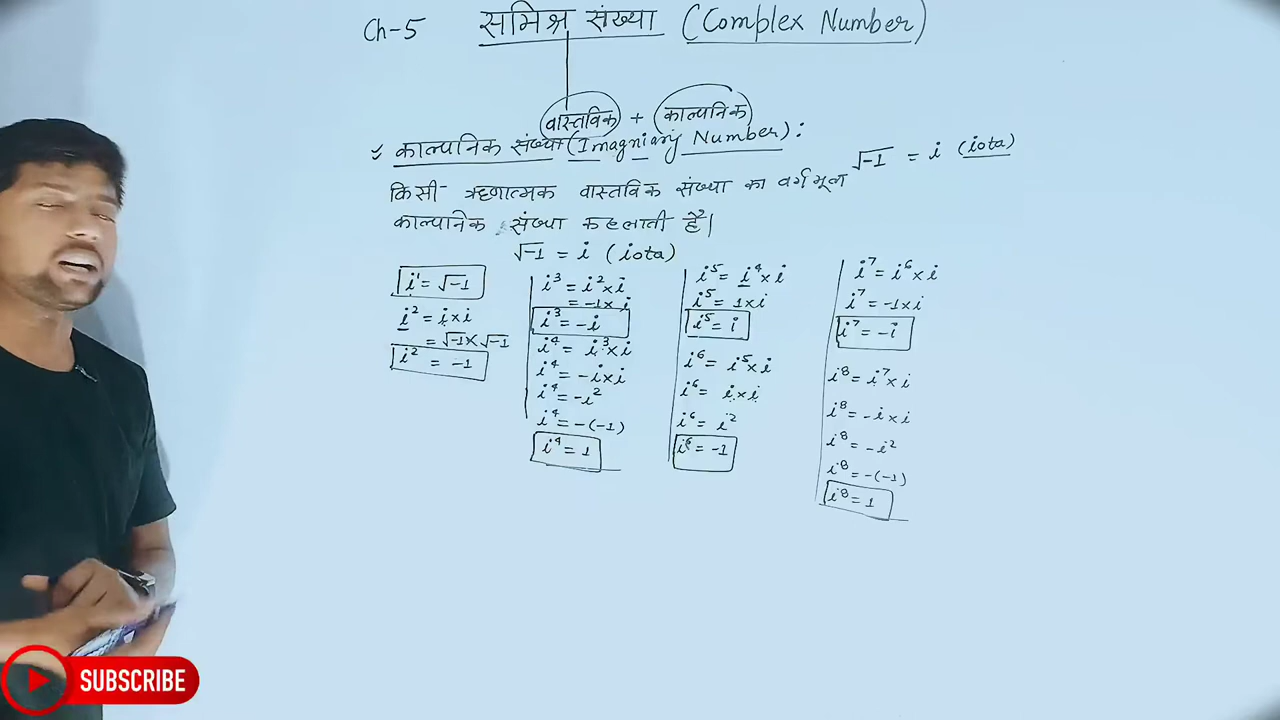 Ch-5 समिश्र संख्या (Complex Number)
वास्तविक + काल्पनिक
काल्पनिक संख्या (Imagniary Number) :
√-1 = i (iota)
किसी ऋणात्मक वास्तविक संख्या का वर्गमूल
काल्पनिक संख्या कहलाती है।
√-1 = i (iota)
i¹ = √-1
i² = i×i
= √-1 × √-1
i² = -1
i³ = i² × i
= -1 × i
i³ = -i
i⁴ = i³×i
i⁴ = -i×i
i⁴ = -i²
i⁴ = -(-1)
i⁴ = 1
i⁵ = i⁴ × i
i⁵ = 1×i
i⁵ = i
i⁶ = i⁵×i
i⁶ = i×i
i⁶ = i²
i⁶ = -1
i⁷ = i⁶ × i
i⁷ = -1×i
i⁷ = -i
i⁸ = i⁷×i
i⁸ = -i×i
i⁸ = -i²
i⁸ = -(-1)
i⁸ = 1
SUBSCRIBE